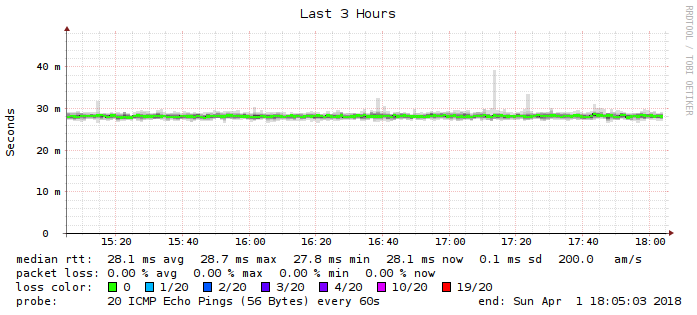 Last 3 Hours
RRDTOOL / TOBI OETIKER
Seconds
40 m
30 m
20 m
10 m
0
15:20 15:40 16:00 16:20 16:40 17:00 17:20 17:40 18:00
median rtt: 28.1 ms avg 28.7 ms max 27.8 ms min 28.1 ms now 0.1 ms sd 200.0 am/s
packet loss: 0.00 % avg 0.00 % max 0.00 % min 0.00 % now
loss color: 0 1/20 2/20 3/20 4/20 10/20 19/20
probe: 20 ICMP Echo Pings (56 Bytes) every 60s end: Sun Apr 1 18:05:03 2018